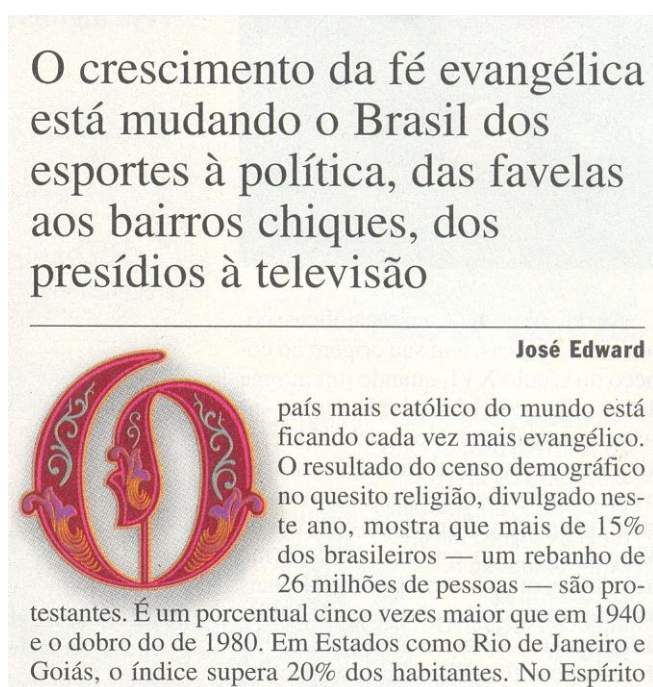 O crescimento da fé evangélica
está mudando o Brasil dos
esportes à política, das favelas
aos bairros chiques, dos
presídios à televisão
José Edward
O país mais católico do mundo está
ficando cada vez mais evangélico.
O resultado do censo demográfico
no quesito religião, divulgado nes-
te ano, mostra que mais de 15%
dos brasileiros — um rebanho de
26 milhões de pessoas — são pro-
testantes. É um porcentual cinco vezes maior que em 1940
e o dobro do de 1980. Em Estados como Rio de Janeiro e
Goiás, o índice supera 20% dos habitantes. No Espírito